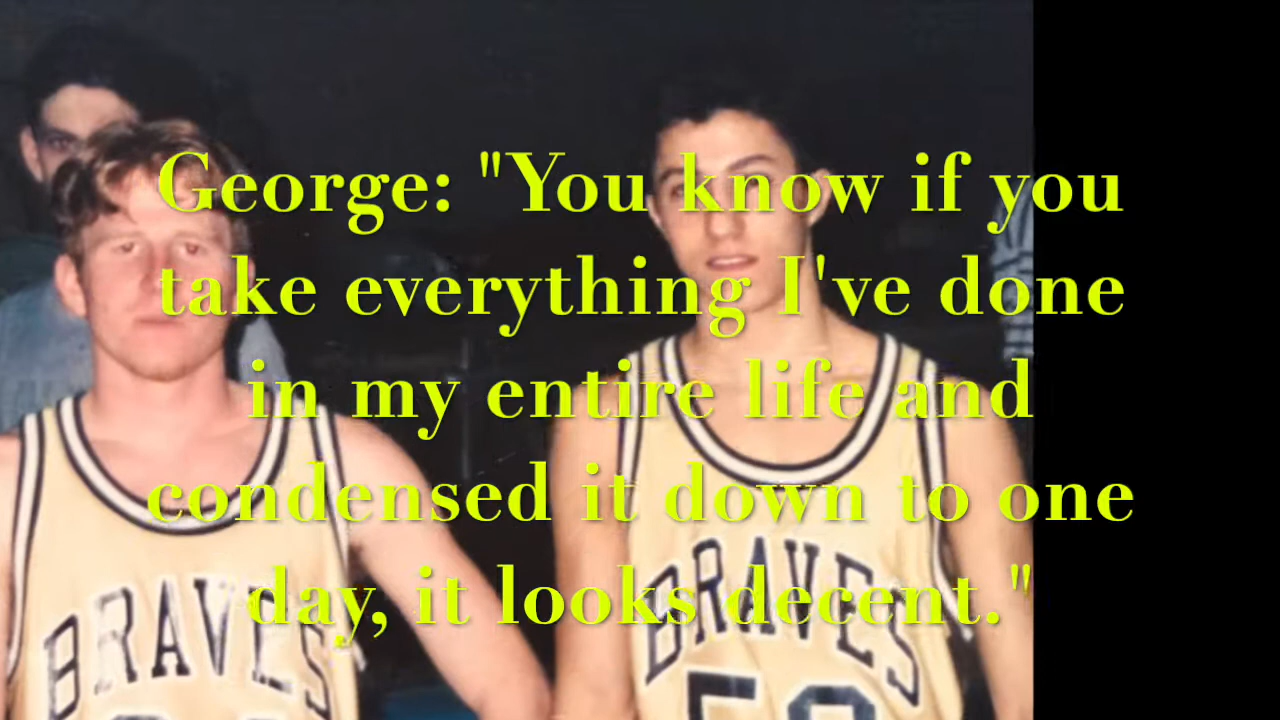 George: "You know if you
take everything I've done
in my entire life and
condensed it down to one
day, it looks decent."
BRAVES
BRAVES